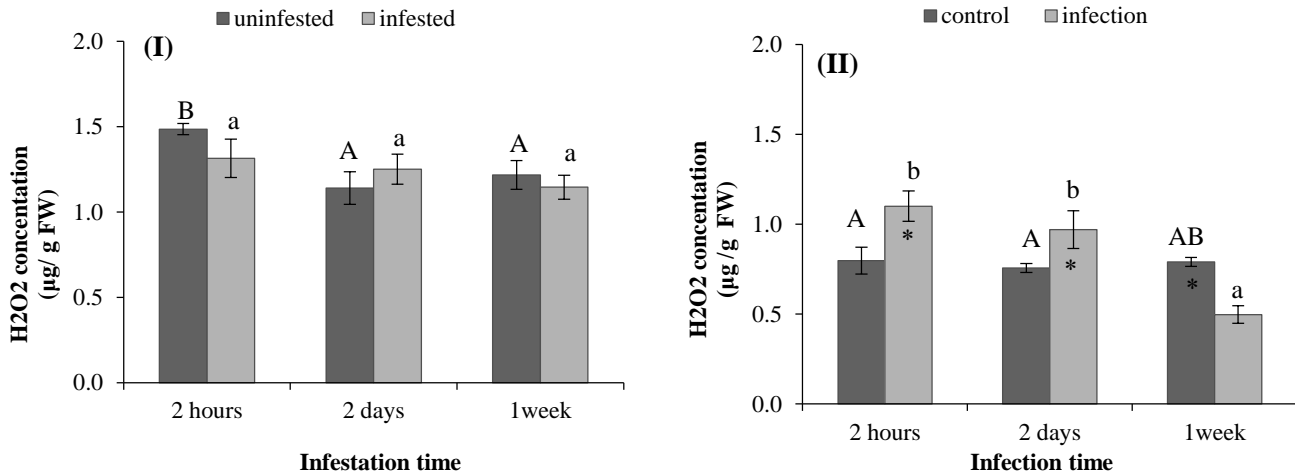 uninfested infested
(I)
H2O2 concentration
(µg/ g FW)
2.0
1.5
1.0
0.5
0.0
B a A a A a
2 hours 2 days 1week
Infestation time
control infection
(II)
H2O2 concentration
(µg /g FW)
2.0
1.5
1.0
0.5
0.0
A b A b AB a
* * *
2 hours 2 days 1week
Infection time